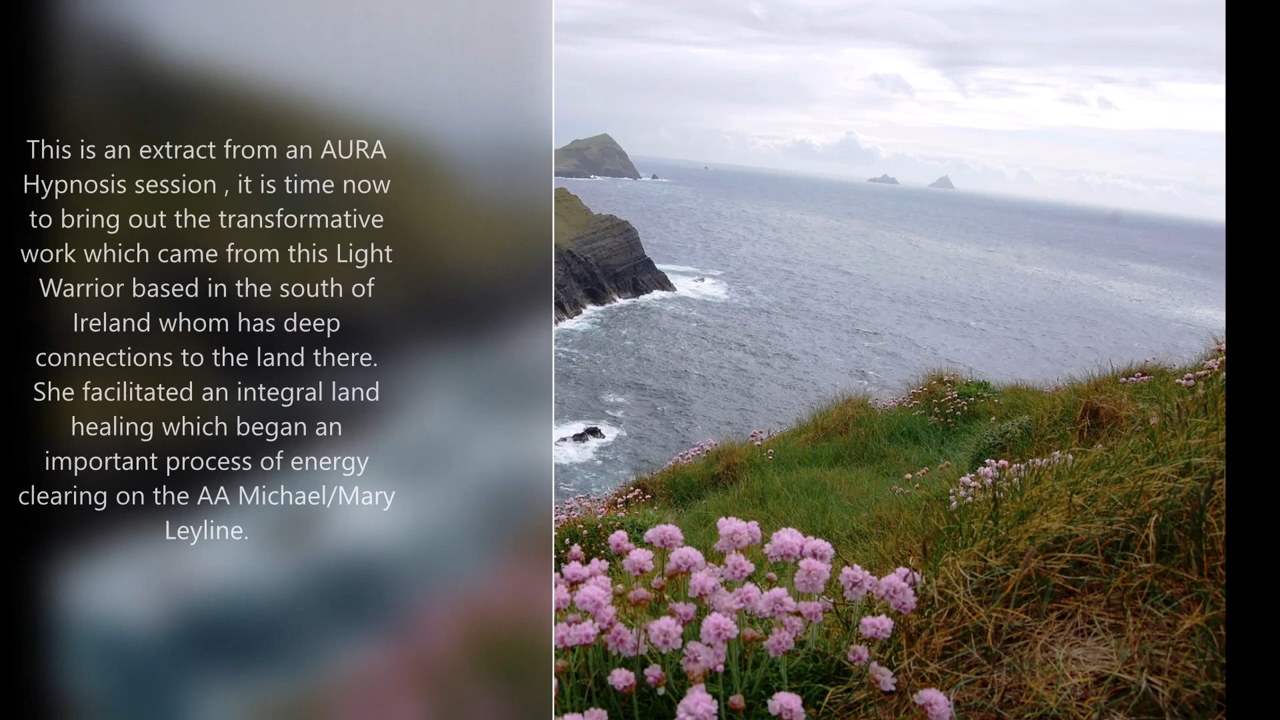 This is an extract from an AURA
Hypnosis session , it is time now
to bring out the transformative
work which came from this Light
Warrior based in the south of
Ireland whom has deep
connections to the land there.
She facilitated an integral land
healing which began an
important process of energy
clearing on the AA Michael/Mary
Leyline.